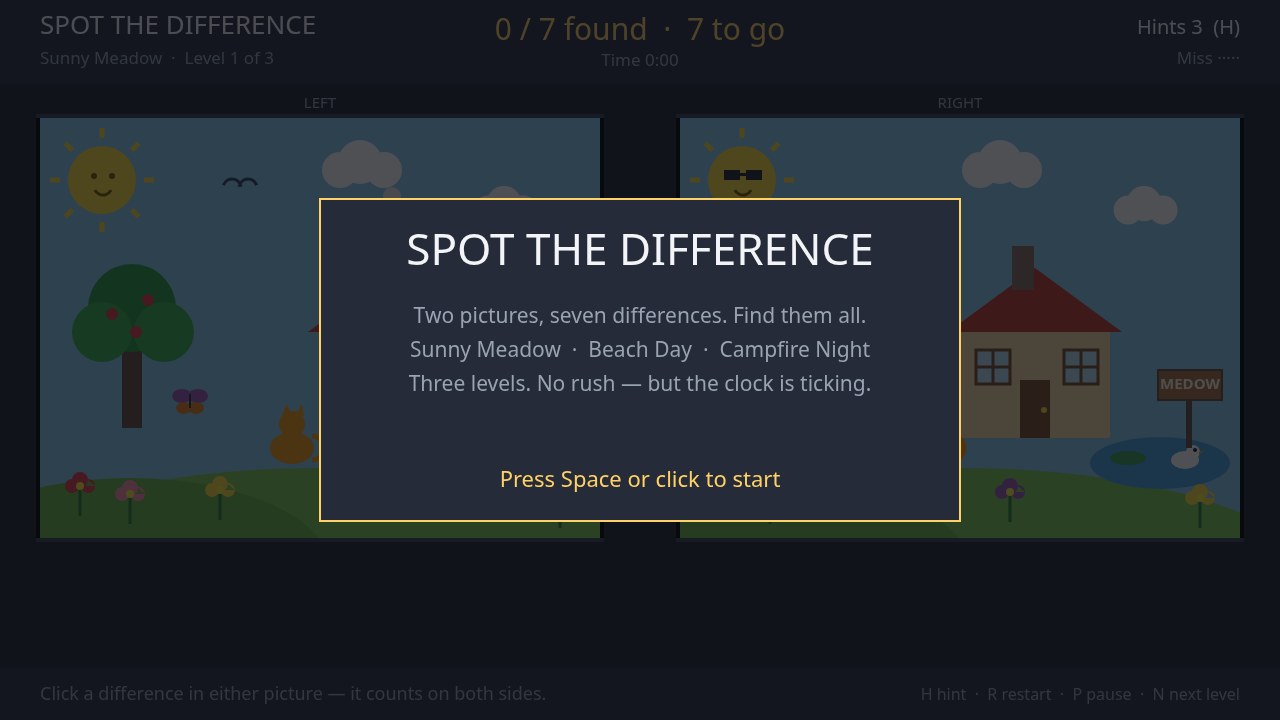 SPOT THE DIFFERENCE
0 / 7 found · 7 to go
Hints 3 (H)
Sunny Meadow · Level 1 of 3
Time 0:00
Miss ·····
LEFT
RIGHT
SPOT THE DIFFERENCE
Two pictures, seven differences. Find them all.
Sunny Meadow · Beach Day · Campfire Night
Three levels. No rush — but the clock is ticking.
MEDOW
Press Space or click to start
Click a difference in either picture — it counts on both sides.
H hint · R restart · P pause · N next level